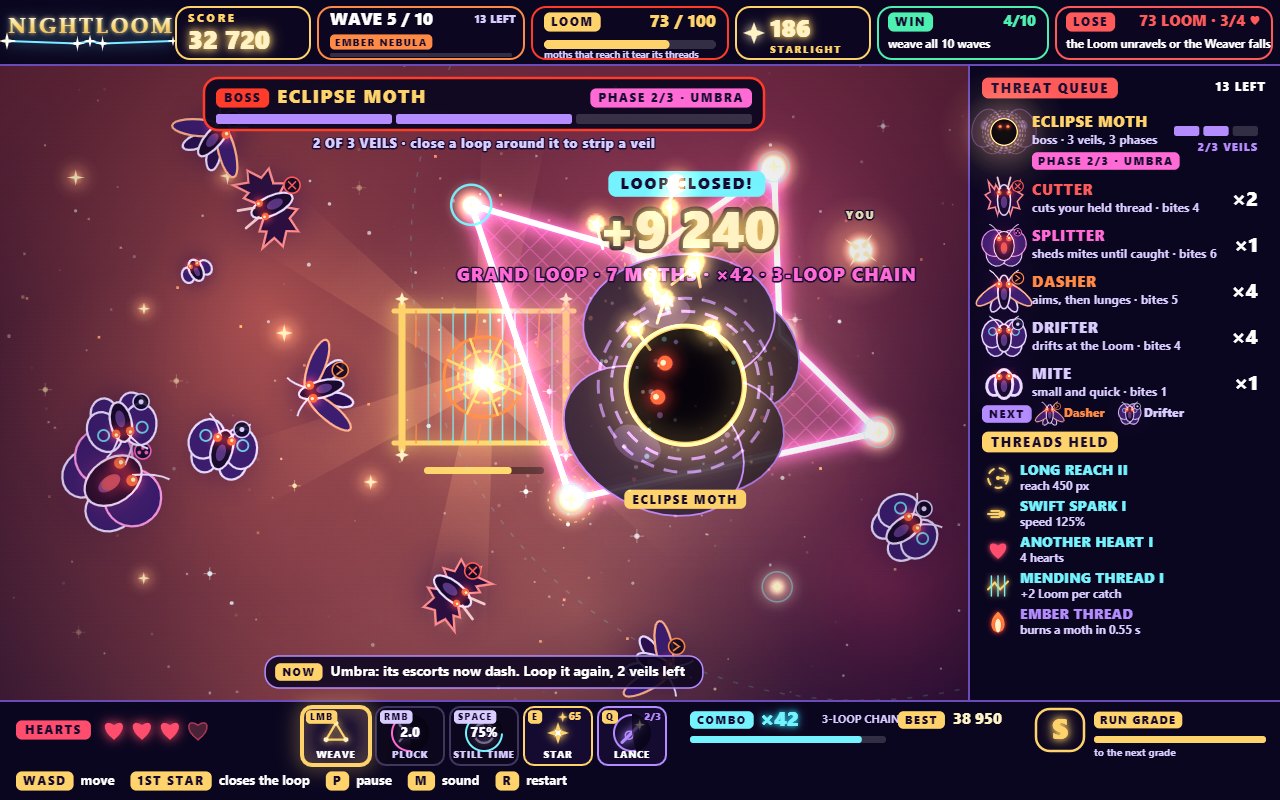 NIGHTLOOM
SCORE
32 720
WAVE 5 / 10
13 LEFT
EMBER NEBULA
LOOM
73 / 100
moths that reach it tear its threads
186
STARLIGHT
WIN
4/10
weave all 10 waves
LOSE
73 LOOM · 3/4 ♥
the Loom unravels or the Weaver falls
BOSS
ECLIPSE MOTH
PHASE 2/3 · UMBRA
2 OF 3 VEILS · close a loop around it to strip a veil
LOOP CLOSED!
+9 240
GRAND LOOP · 7 MOTHS · ×42 · 3-LOOP CHAIN
YOU
ECLIPSE MOTH
NOW
Umbra: its escorts now dash. Loop it again, 2 veils left
THREAT QUEUE
13 LEFT
ECLIPSE MOTH
boss · 3 veils, 3 phases
2/3 VEILS
PHASE 2/3 · UMBRA
CUTTER
cuts your held thread · bites 4
×2
SPLITTER
sheds mites until caught · bites 6
×1
DASHER
aims, then lunges · bites 5
×4
DRIFTER
drifts at the Loom · bites 4
×4
MITE
small and quick · bites 1
×1
NEXT
Dasher
Drifter
THREADS HELD
LONG REACH II
reach 450 px
SWIFT SPARK I
speed 125%
ANOTHER HEART I
4 hearts
MENDING THREAD I
+2 Loom per catch
EMBER THREAD
burns a moth in 0.55 s
HEARTS
LMB
WEAVE
RMB
2.0
PLUCK
SPACE
75%
STILL TIME
E
65
STAR
Q
2/3
LANCE
COMBO
×42
3-LOOP CHAIN
BEST
38 950
S
RUN GRADE
to the next grade
WASD
move
1ST STAR
closes the loop
P
pause
M
sound
R
restart